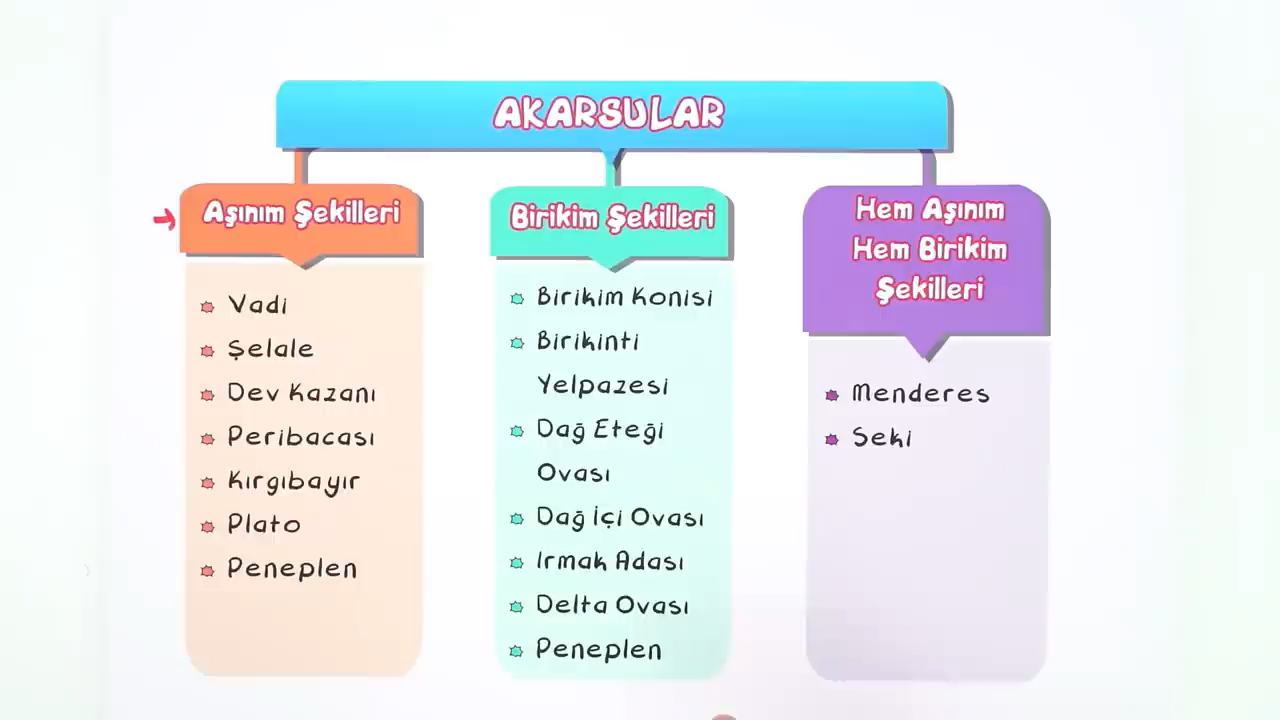 AKARSULAR
Aşınım Şekilleri
Vadi
Şelale
Dev Kazanı
Peribacası
Kırgıbayır
Plato
Peneplen
Birikim Şekilleri
Birikim Konisi
Birikinti
Yelpazesi
Dağ Eteği
Ovası
Dağ İçi Ovası
Irmak Adası
Delta Ovası
Peneplen
Hem Aşınım
Hem Birikim
Şekilleri
Menderes
Seki